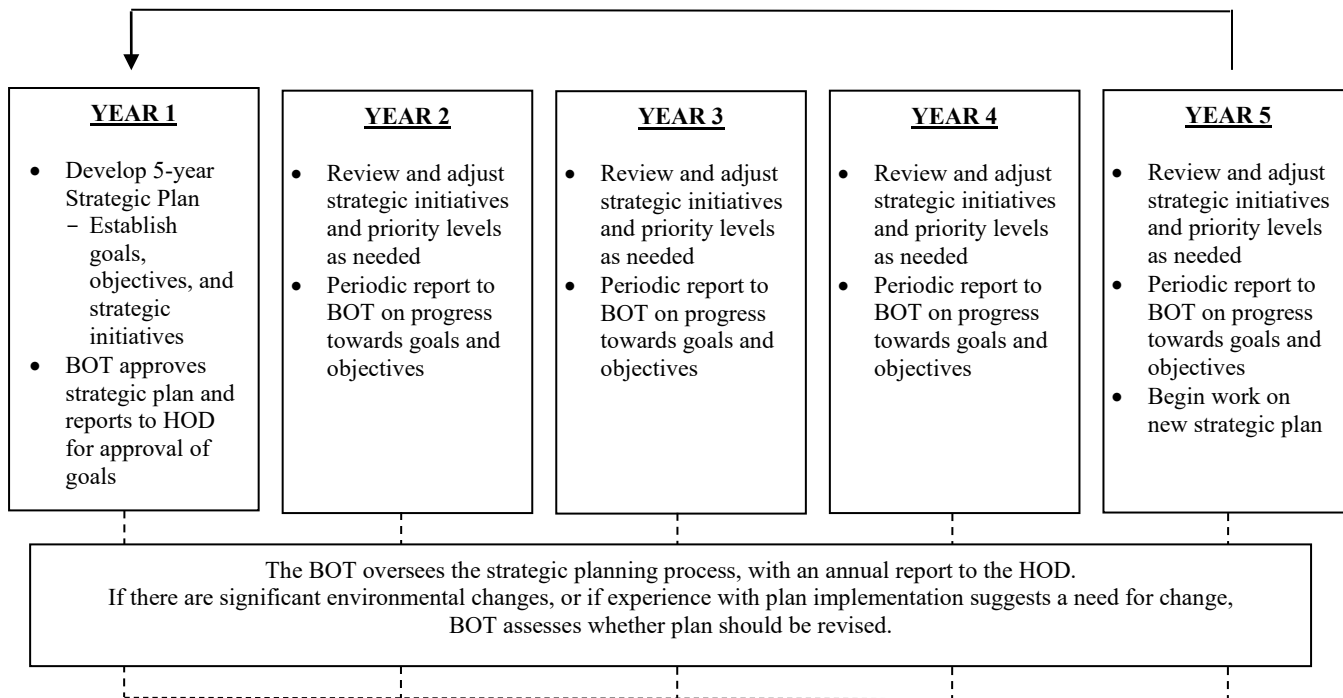 YEAR 1
• Develop 5-year
Strategic Plan
− Establish
goals,
objectives, and
strategic
initiatives
• BOT approves
strategic plan and
reports to HOD
for approval of
goals
YEAR 2
• Review and adjust
strategic initiatives
and priority levels
as needed
• Periodic report to
BOT on progress
towards goals and
objectives
YEAR 3
• Review and adjust
strategic initiatives
and priority levels
as needed
• Periodic report to
BOT on progress
towards goals and
objectives
YEAR 4
• Review and adjust
strategic initiatives
and priority levels
as needed
• Periodic report to
BOT on progress
towards goals and
objectives
YEAR 5
• Review and adjust
strategic initiatives
and priority levels
as needed
• Periodic report to
BOT on progress
towards goals and
objectives
• Begin work on
new strategic plan
The BOT oversees the strategic planning process, with an annual report to the HOD.
If there are significant environmental changes, or if experience with plan implementation suggests a need for change,
BOT assesses whether plan should be revised.